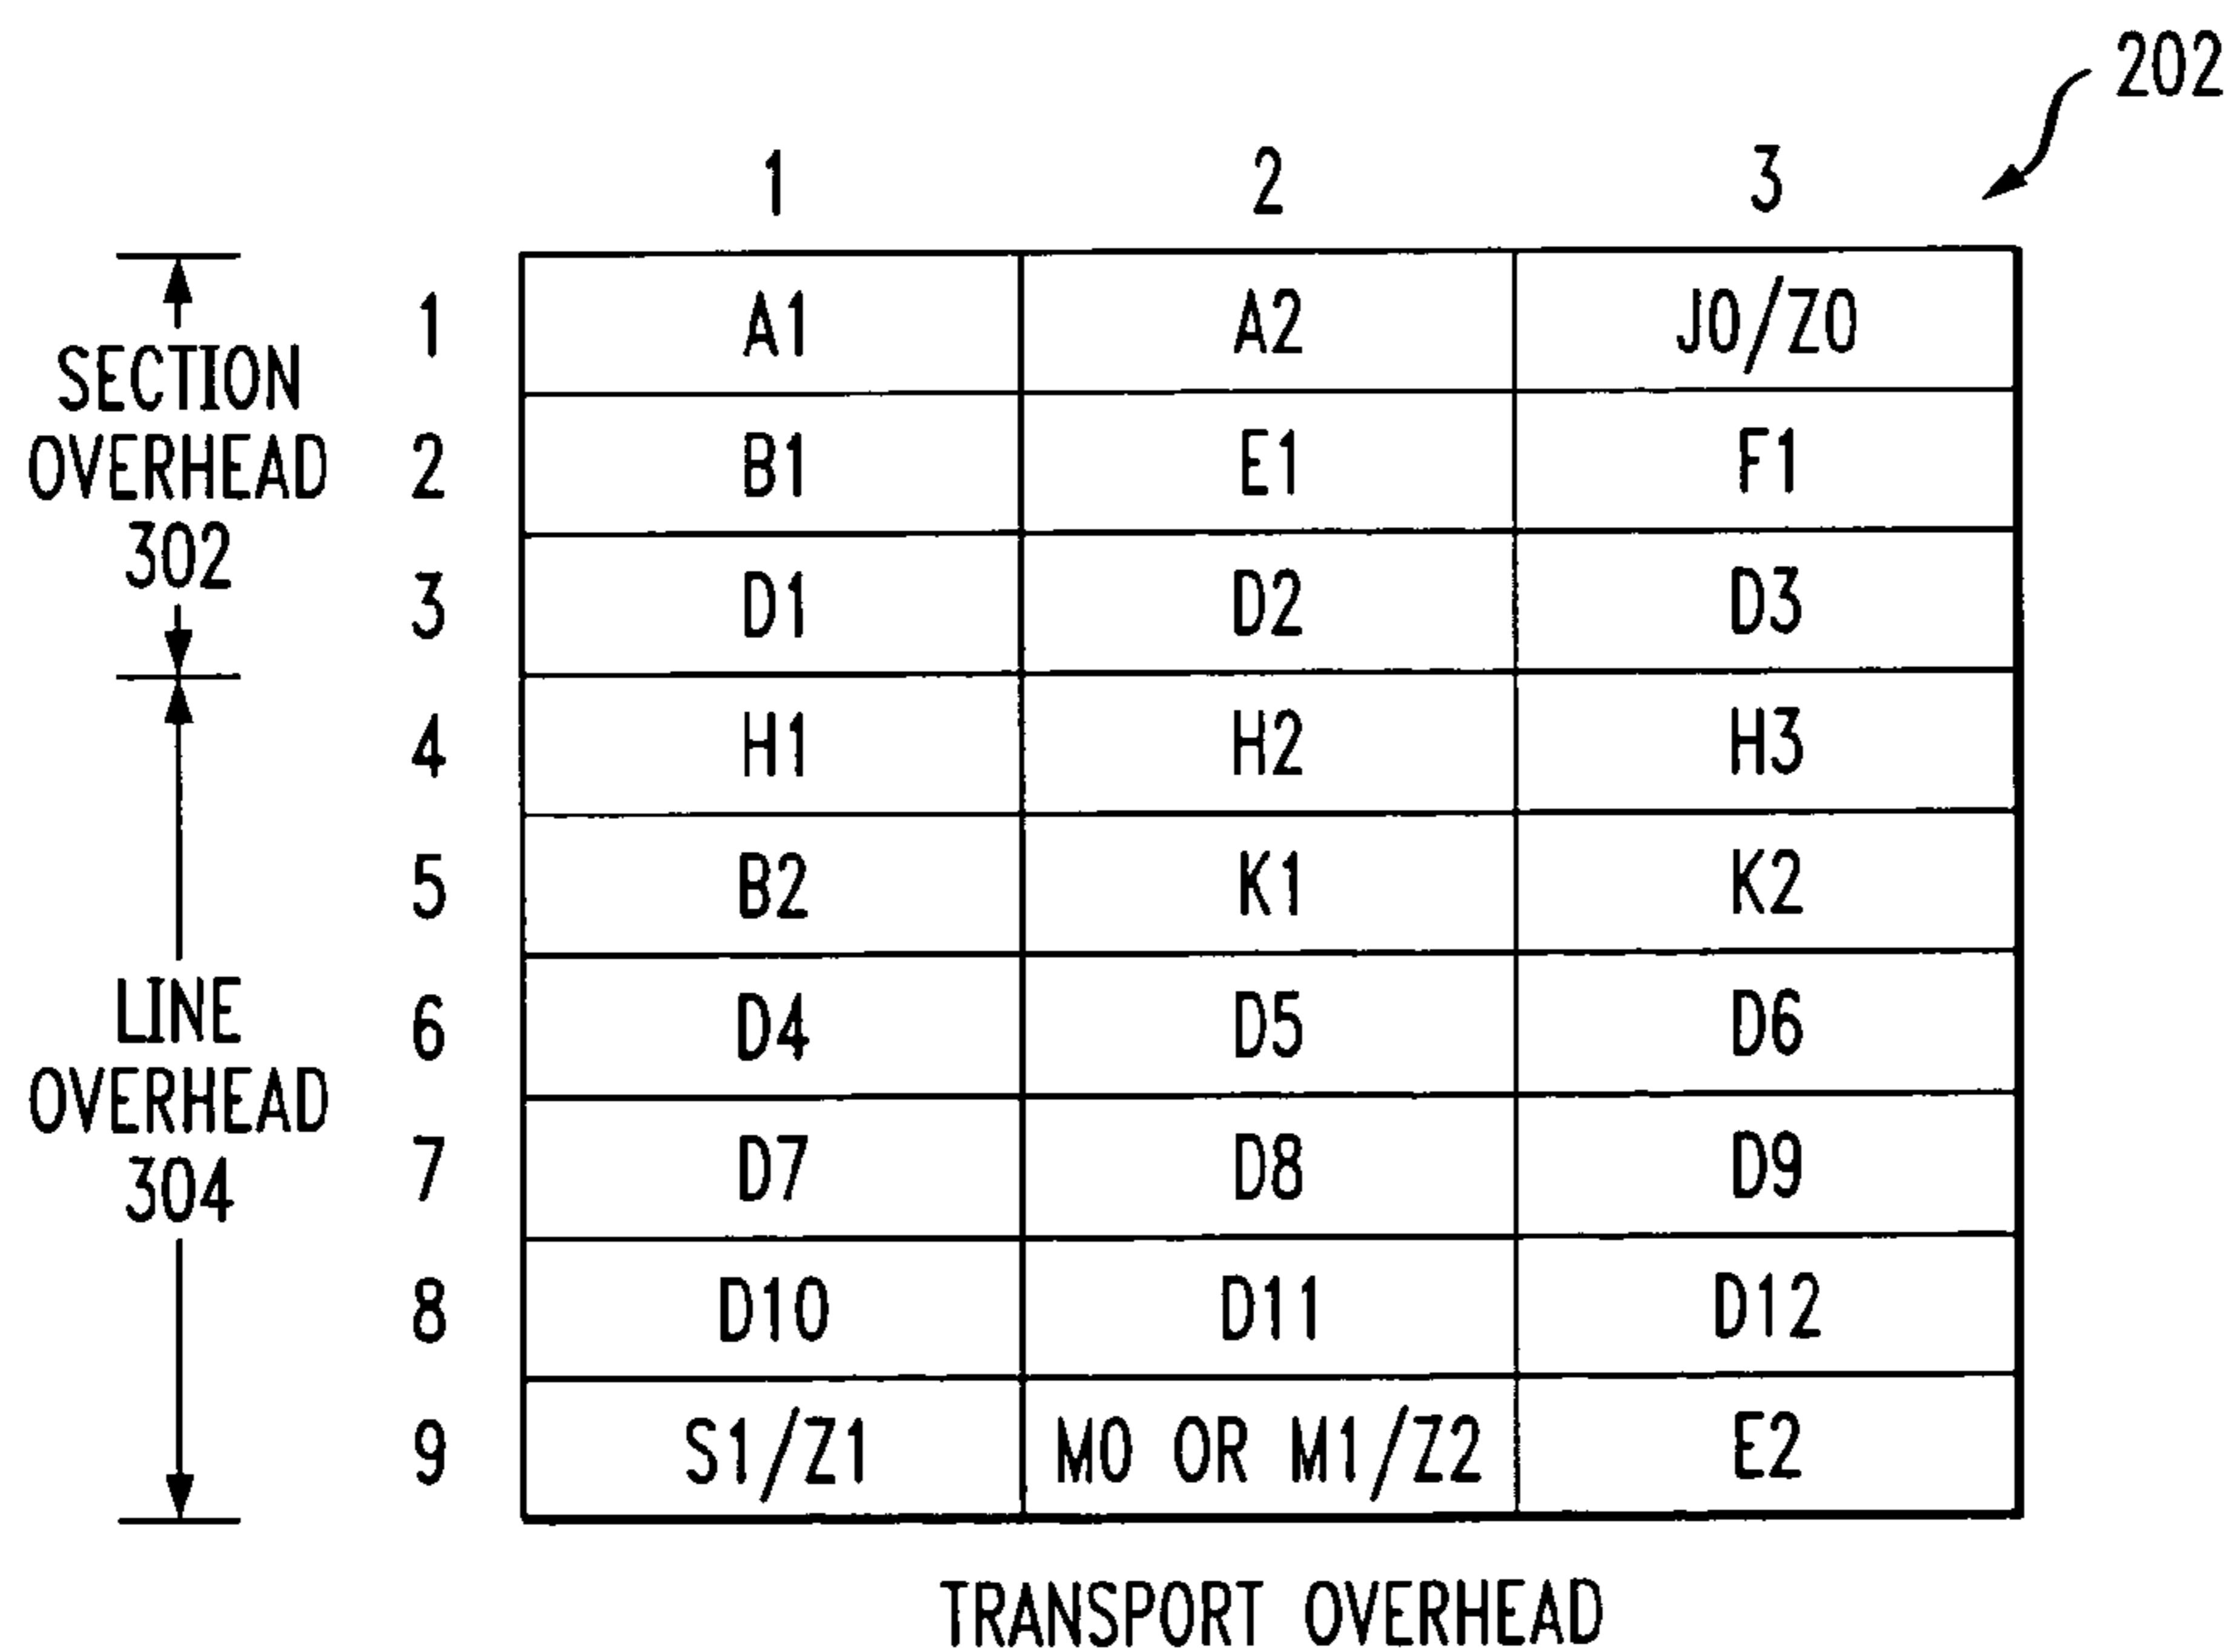 202
1 2 3
1 A1 A2 J0/Z0
SECTION
OVERHEAD
302
2 B1 E1 F1
3 D1 D2 D3
4 H1 H2 H3
5 B2 K1 K2
LINE
OVERHEAD
304
6 D4 D5 D6
7 D7 D8 D9
8 D10 D11 D12
9 S1/Z1 M0 OR M1/Z2 E2
TRANSPORT OVERHEAD